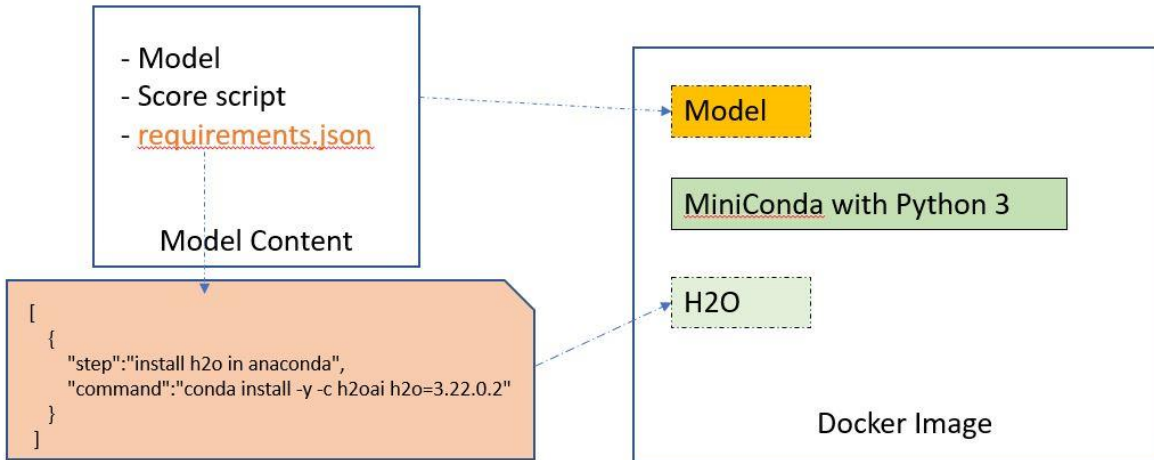 - Model
- Score script
- requirements.json
Model Content
[
{
"step":"install h2o in anaconda",
"command":"conda install -y -c h2oai h2o=3.22.0.2"
}
]
Model
MiniConda with Python 3
H2O
Docker Image